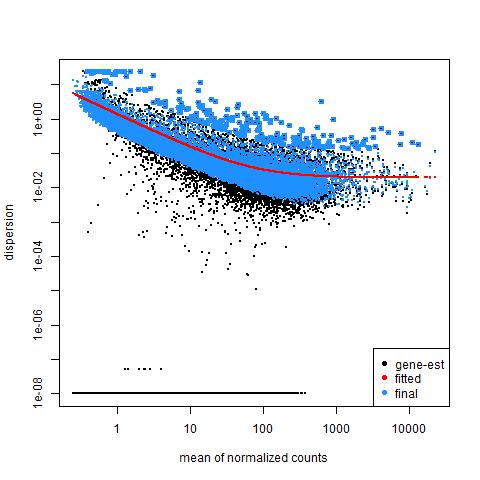 dispersion
1e+00
1e-02
1e-04
1e-06
1e-08
1
10
100
1000
10000
mean of normalized counts
gene-est
fitted
final